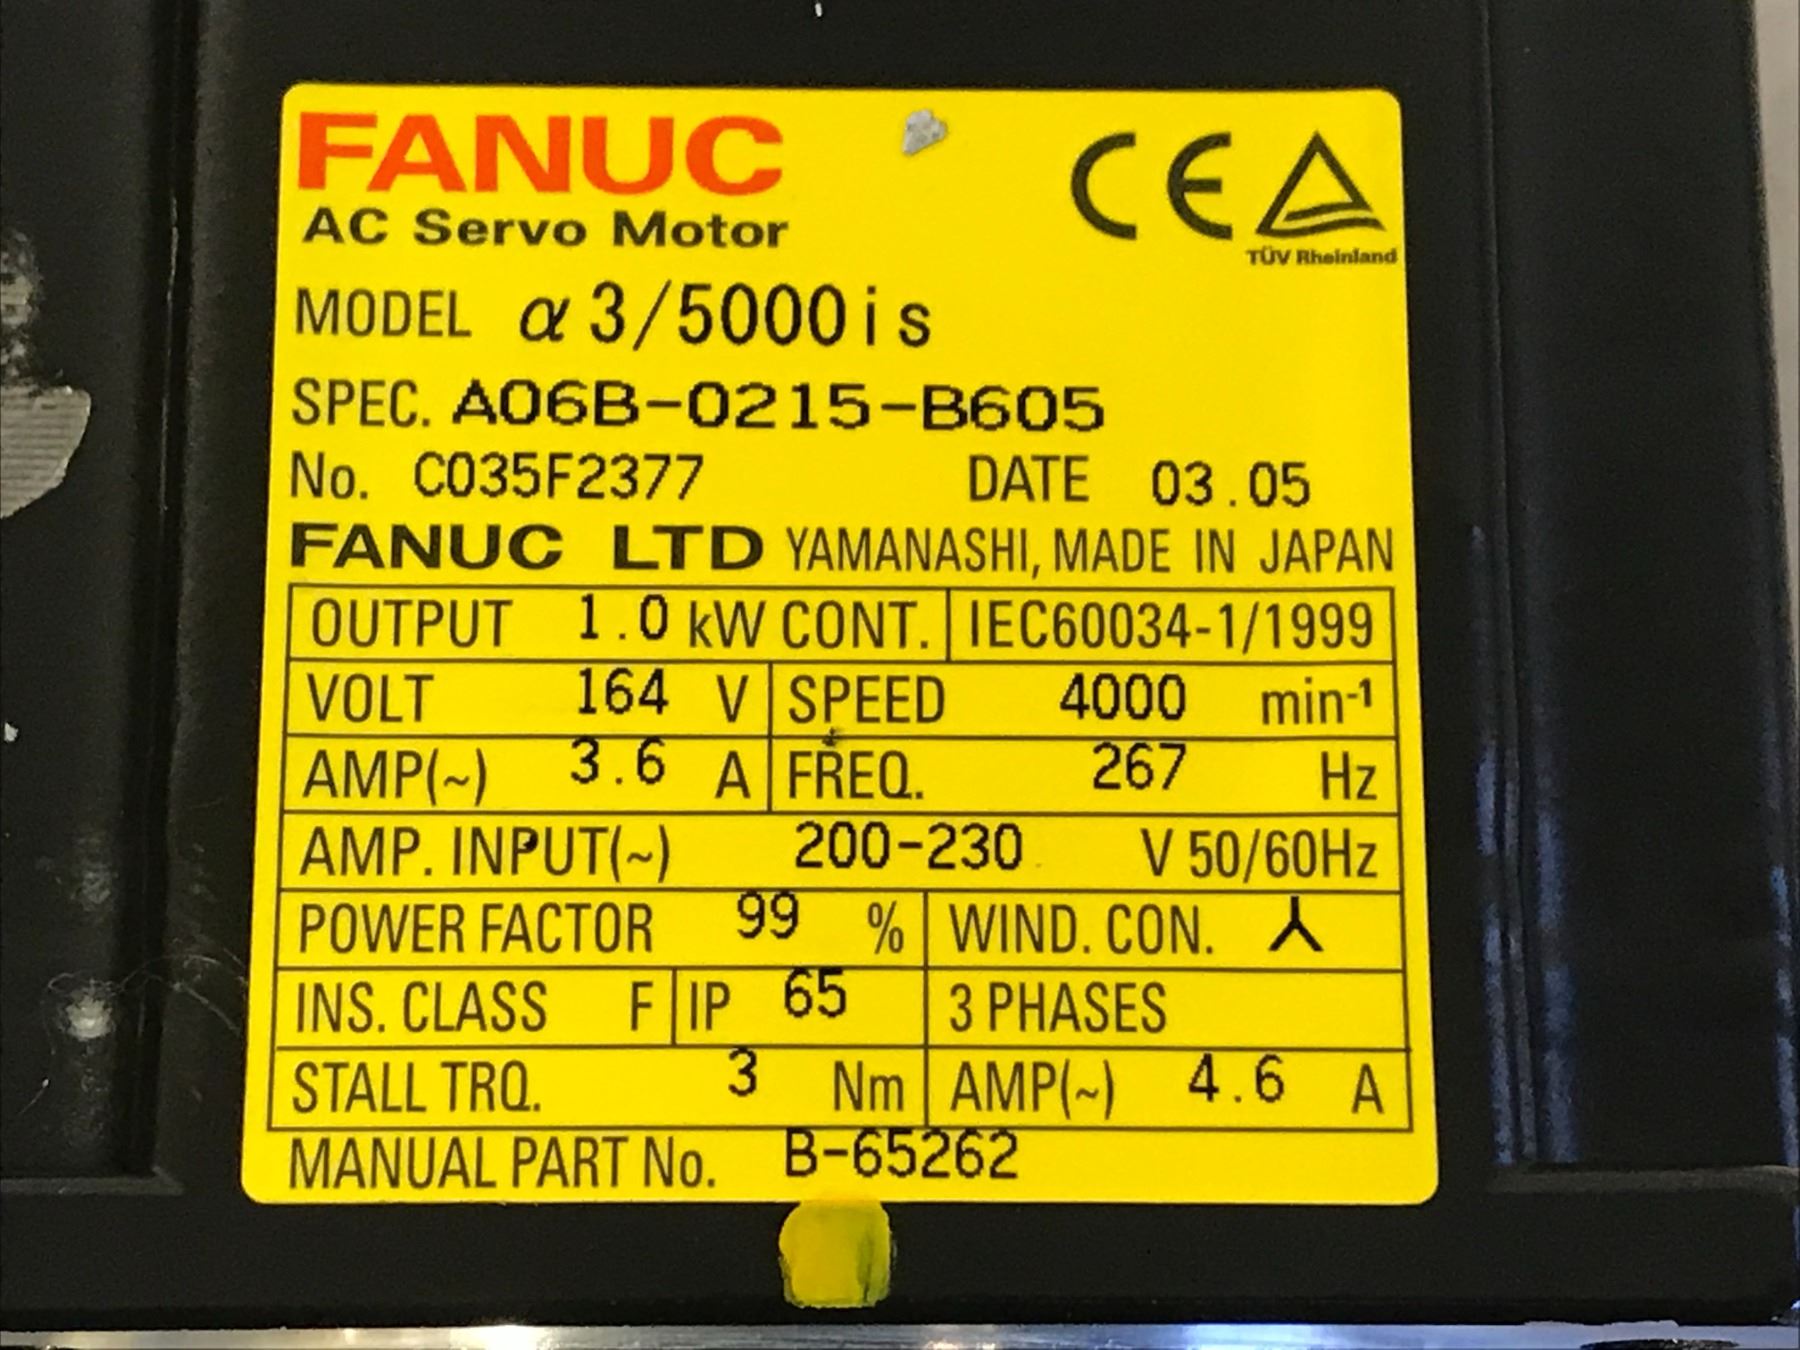 FANUC
CE
AC Servo Motor
TÜV Rheinland
MODEL α3/5000is
SPEC. A06B-0215-B605
No. C035F2377 DATE 03.05
FANUC LTD YAMANASHI, MADE IN JAPAN
OUTPUT 1.0 kW CONT. IEC60034-1/1999
VOLT 164 V SPEED 4000 min-1
AMP(~) 3.6 A FREQ. 267 Hz
AMP. INPUT(~) 200-230 V 50/60Hz
POWER FACTOR 99 % WIND. CON. 人
INS. CLASS F IP 65 3 PHASES
STALL TRQ. 3 Nm AMP(~) 4.6 A
MANUAL PART No. B-65262